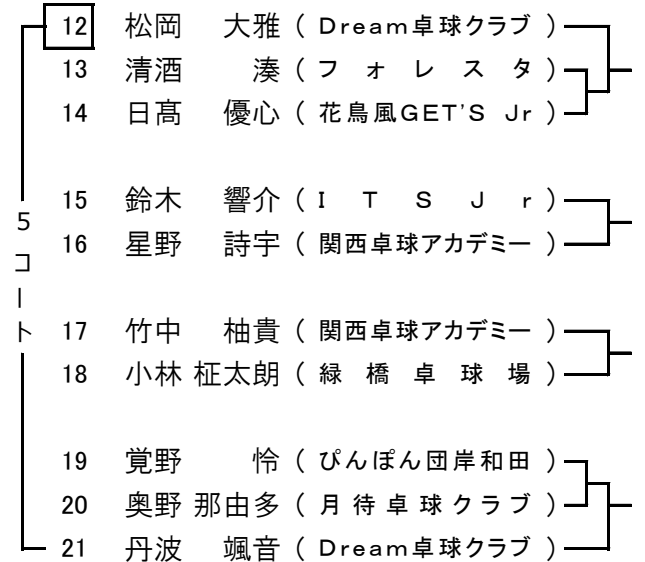 12 松岡 大雅 ( Dream卓球クラブ )
13 清酒 湊 ( フォレスタ )
14 日髙 優心 ( 花鳥風GET'S Jr )
15 鈴木 響介 ( ITSJr )
16 星野 詩宇 ( 関西卓球アカデミー )
17 竹中 柚貴 ( 関西卓球アカデミー )
18 小林 柾太朗 ( 緑橋卓球場 )
19 覚野 怜 ( ぴんぽん団岸和田 )
20 奥野 那由多 ( 月待卓球クラブ )
21 丹波 颯音 ( Dream卓球クラブ )
5コート